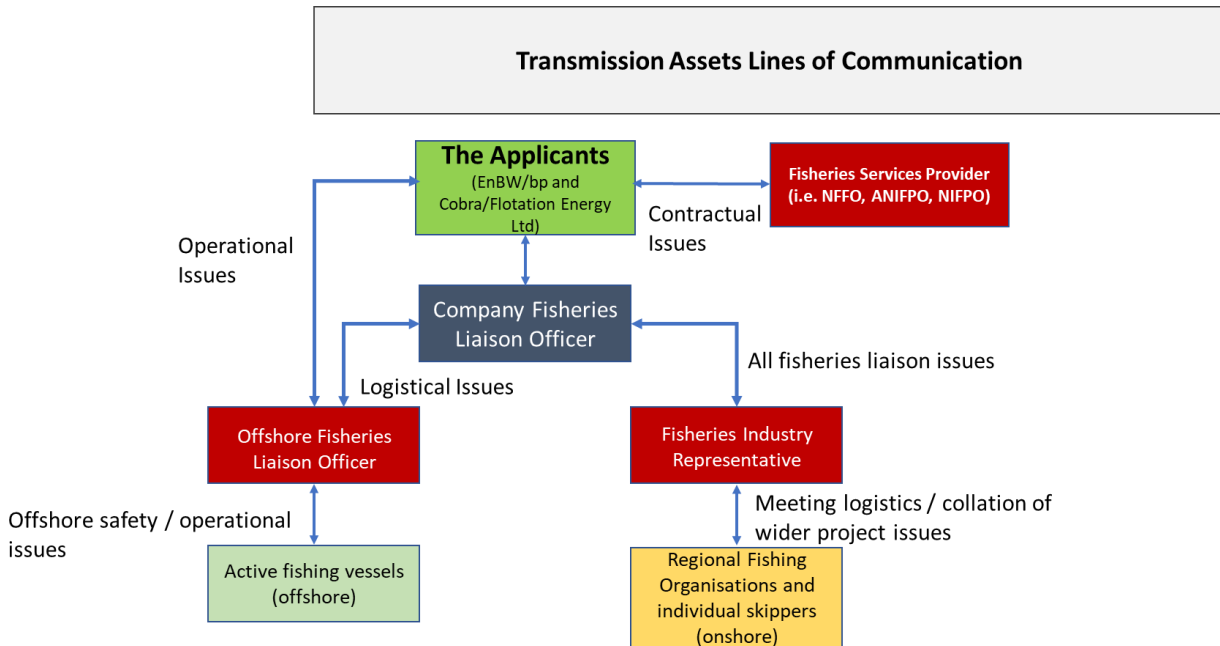 Transmission Assets Lines of Communication
The Applicants
(EnBW/bp and
Cobra/Flotation Energy
Ltd)
Fisheries Services Provider
(i.e. NFFO, ANIFPO, NIFPO)
Contractual
Issues
Operational
Issues
Company Fisheries
Liaison Officer
All fisheries liaison issues
Logistical Issues
Offshore Fisheries
Liaison Officer
Fisheries Industry
Representative
Offshore safety / operational
issues
Meeting logistics / collation of
wider project issues
Active fishing vessels
(offshore)
Regional Fishing
Organisations and
individual skippers
(onshore)